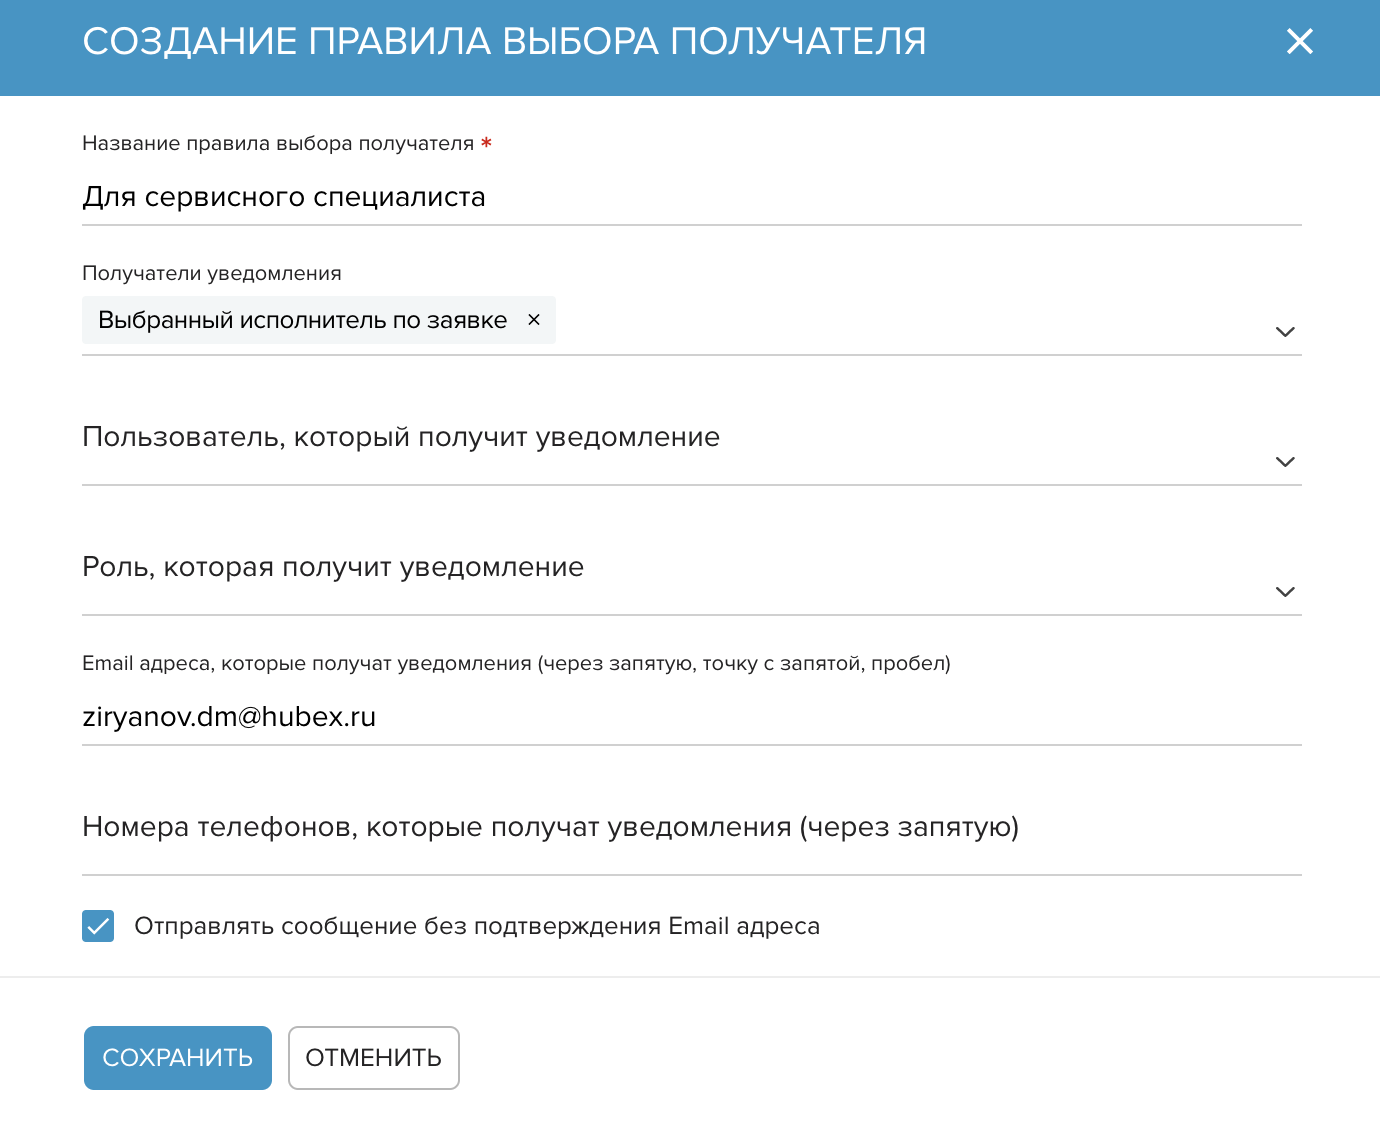 СОЗДАНИЕ ПРАВИЛА ВЫБОРА ПОЛУЧАТЕЛЯ
Название правила выбора получателя *
Для сервисного специалиста
Получатели уведомления
Выбранный исполнитель по заявке ×
Пользователь, который получит уведомление
Роль, которая получит уведомление
Email адреса, которые получат уведомления (через запятую, точку с запятой, пробел)
ziryanov.dm@hubex.ru
Номера телефонов, которые получат уведомления (через запятую)
Отправлять сообщение без подтверждения Email адреса
СОХРАНИТЬ ОТМЕНИТЬ